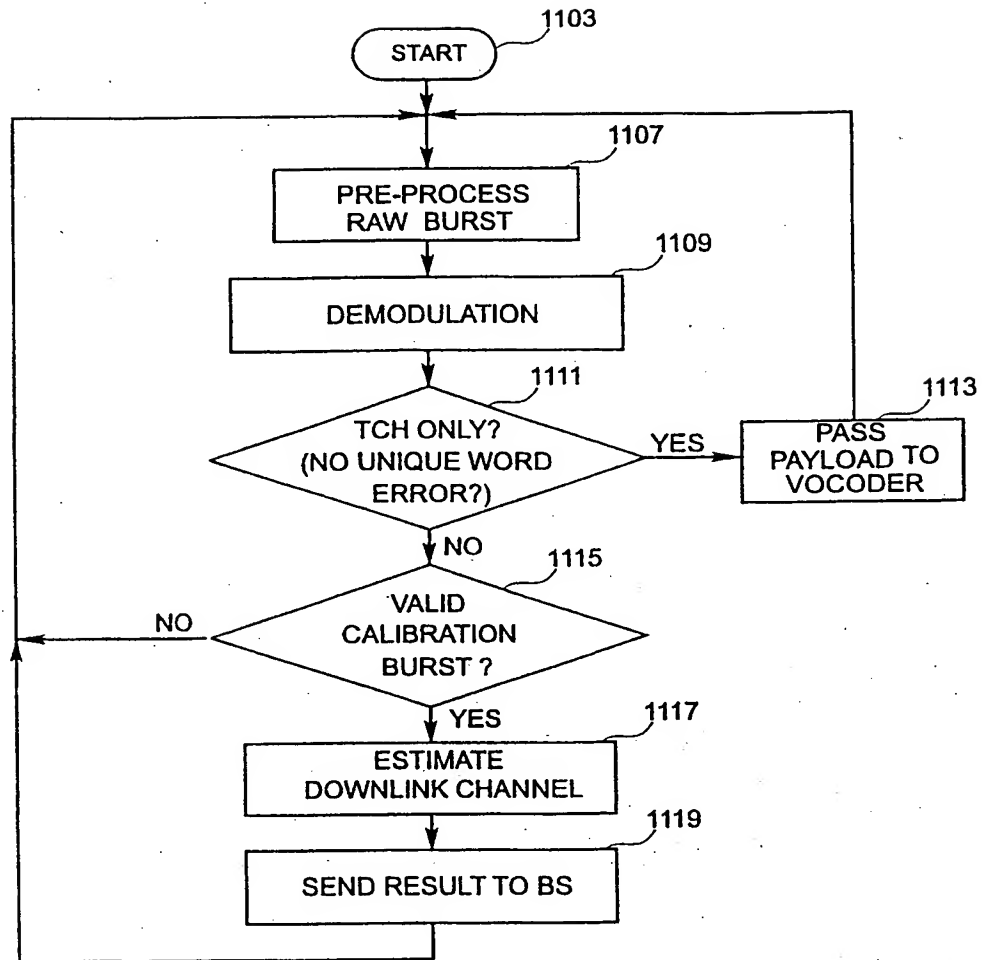 1103
START
1107
PRE-PROCESS
RAW BURST
1109
DEMODULATION
1111
TCH ONLY?
(NO UNIQUE WORD
ERROR?)
YES
1113
PASS
PAYLOAD TO
VOCODER
NO
1115
VALID
CALIBRATION
BURST ?
NO
YES
1117
ESTIMATE
DOWNLINK CHANNEL
1119
SEND RESULT TO BS